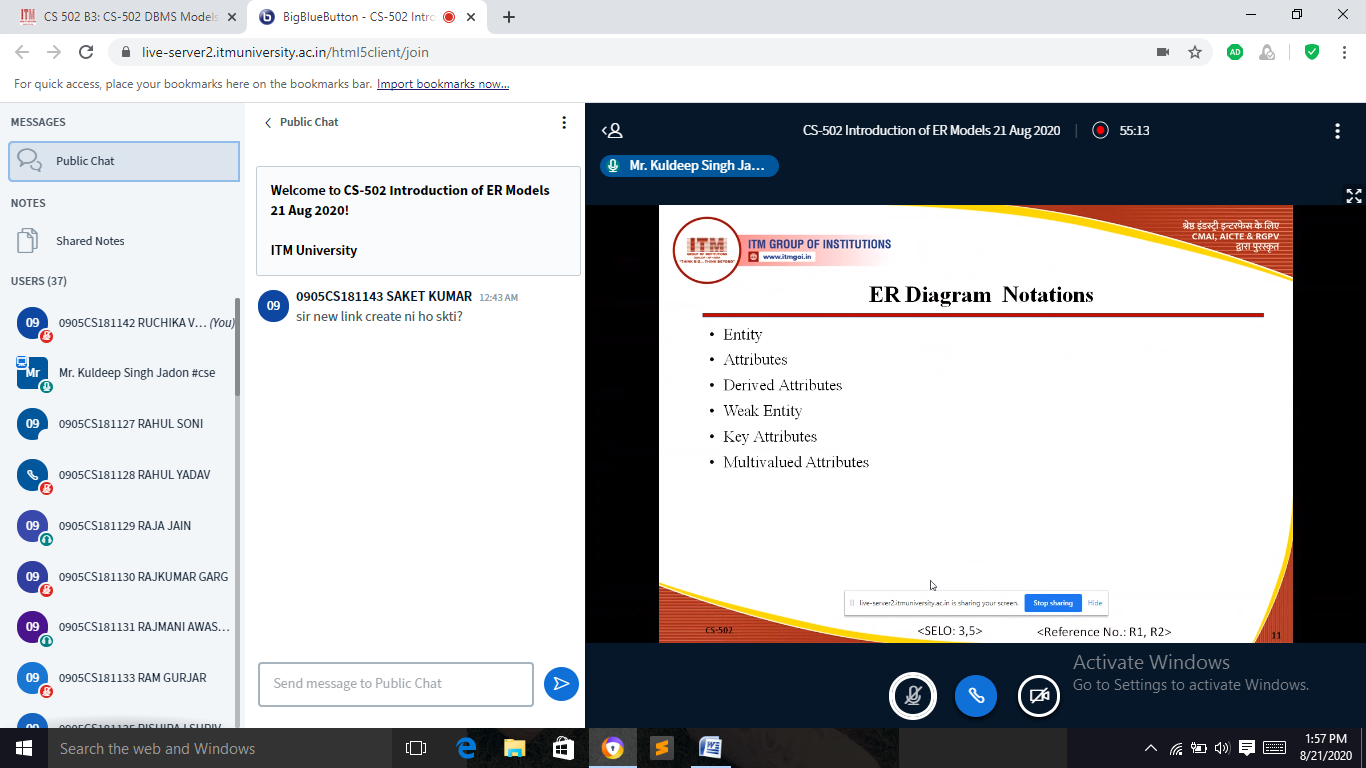 CS 502 B3: CS-502 DBMS Models
BigBlueButton - CS-502 Intro
live-server2.itmuniversity.ac.in/html5client/join
For quick access, place your bookmarks here on the bookmarks bar. Import bookmarks now...
MESSAGES
Public Chat
NOTES
Shared Notes
USERS (37)
09 0905CS181142 RUCHIKA V... (You)
Mr Mr. Kuldeep Singh Jadon #cse
09 0905CS181127 RAHUL SONI
0905CS181128 RAHUL YADAV
09 0905CS181129 RAJA JAIN
09 0905CS181130 RAJKUMAR GARG
09 0905CS181131 RAJMANI AWAS...
09 0905CS181133 RAM GURJAR
Public Chat
Welcome to CS-502 Introduction of ER Models
21 Aug 2020!
ITM University
09 0905CS181143 SAKET KUMAR 12:43 AM
sir new link create ni ho skti?
Send message to Public Chat
CS-502 Introduction of ER Models 21 Aug 2020 | 55:13
Mr. Kuldeep Singh Ja...
ITM
GROUP OF INSTITUTIONS
ITM GROUP OF INSTITUTIONS
www.itmgoi.in
श्रेष्ठ इंडस्ट्री इन्टरफेस के लिए
CMAI, AICTE & RGPV
द्वारा पुरस्कृत
ER Diagram Notations
• Entity
• Attributes
• Derived Attributes
• Weak Entity
• Key Attributes
• Multivalued Attributes
live-server2.itmuniversity.ac.in is sharing your screen. Stop sharing Hide
CS-502 <SELO: 3,5> <Reference No.: R1, R2> 11
Activate Windows
Go to Settings to activate Windows.
Search the web and Windows
1:57 PM
8/21/2020